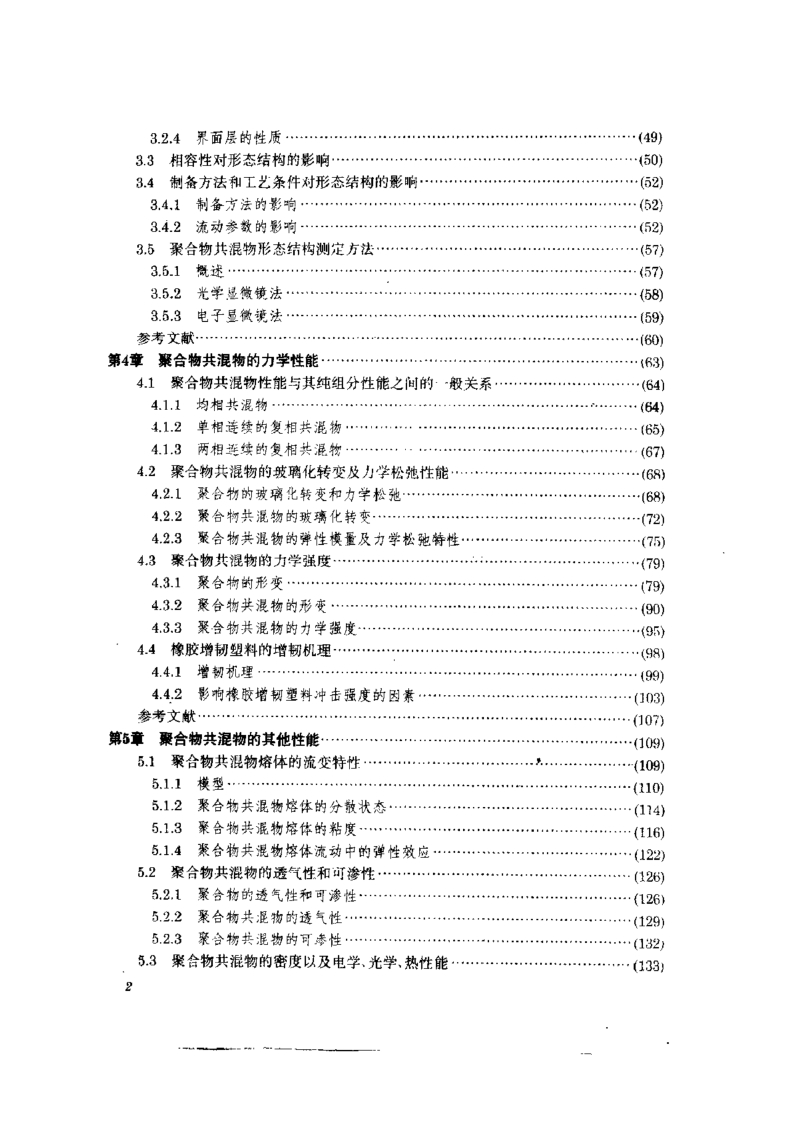 3.2.4 界面层的性质……(49)
3.3 相容性对形态结构的影响……(50)
3.4 制备方法和工艺条件对形态结构的影响……(52)
3.4.1 制备方法的影响……(52)
3.4.2 流动参数的影响……(52)
3.5 聚合物共混物形态结构测定方法……(57)
3.5.1 概述……(57)
3.5.2 光学显微镜法……(58)
3.5.3 电子显微镜法……(59)
参考文献……(60)
第4章 聚合物共混物的力学性能……(63)
4.1 聚合物共混物性能与其纯组分性能之间的一般关系……(64)
4.1.1 均相共混物……(64)
4.1.2 单相连续的复相共混物……(65)
4.1.3 两相连续的复相共混物……(67)
4.2 聚合物共混物的玻璃化转变及力学松弛性能……(68)
4.2.1 聚合物的玻璃化转变和力学松弛……(68)
4.2.2 聚合物共混物的玻璃化转变……(72)
4.2.3 聚合物共混物的弹性模量及力学松弛特性……(75)
4.3 聚合物共混物的力学强度……(79)
4.3.1 聚合物的形变……(79)
4.3.2 聚合物共混物的形变……(90)
4.3.3 聚合物共混物的力学强度……(95)
4.4 橡胶增韧塑料的增韧机理……(98)
4.4.1 增韧机理……(99)
4.4.2 影响橡胶增韧塑料冲击强度的因素……(103)
参考文献……(107)
第5章 聚合物共混物的其他性能……(109)
5.1 聚合物共混物熔体的流变特性……(109)
5.1.1 模型……(110)
5.1.2 聚合物共混物熔体的分散状态……(114)
5.1.3 聚合物共混物熔体的粘度……(116)
5.1.4 聚合物共混物熔体流动中的弹性效应……(122)
5.2 聚合物共混物的透气性和可渗性……(126)
5.2.1 聚合物的透气性和可渗性……(126)
5.2.2 聚合物共混物的透气性……(129)
5.2.3 聚合物共混物的可渗性……(132)
5.3 聚合物共混物的密度以及电学、光学、热性能……(133)
2